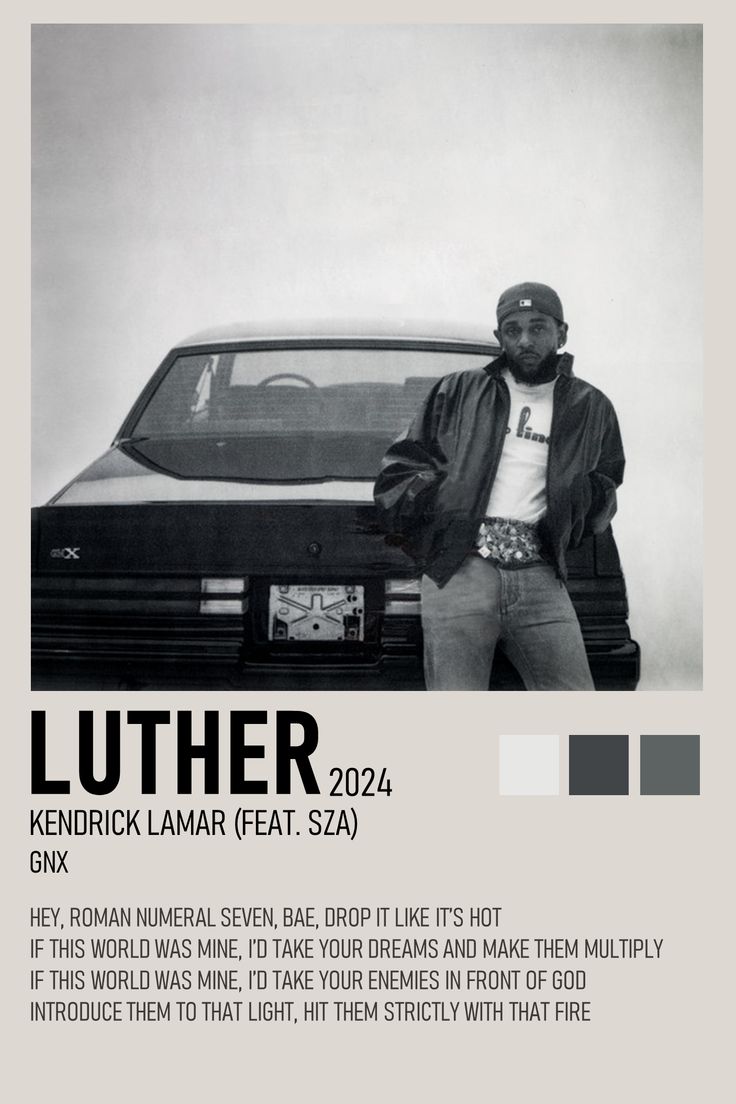 GNX
LUTHER 2024
KENDRICK LAMAR (FEAT. SZA)
GNX
HEY, ROMAN NUMERAL SEVEN, BAE, DROP IT LIKE IT'S HOT
IF THIS WORLD WAS MINE, I'D TAKE YOUR DREAMS AND MAKE THEM MULTIPLY
IF THIS WORLD WAS MINE, I'D TAKE YOUR ENEMIES IN FRONT OF GOD
INTRODUCE THEM TO THAT LIGHT, HIT THEM STRICTLY WITH THAT FIRE